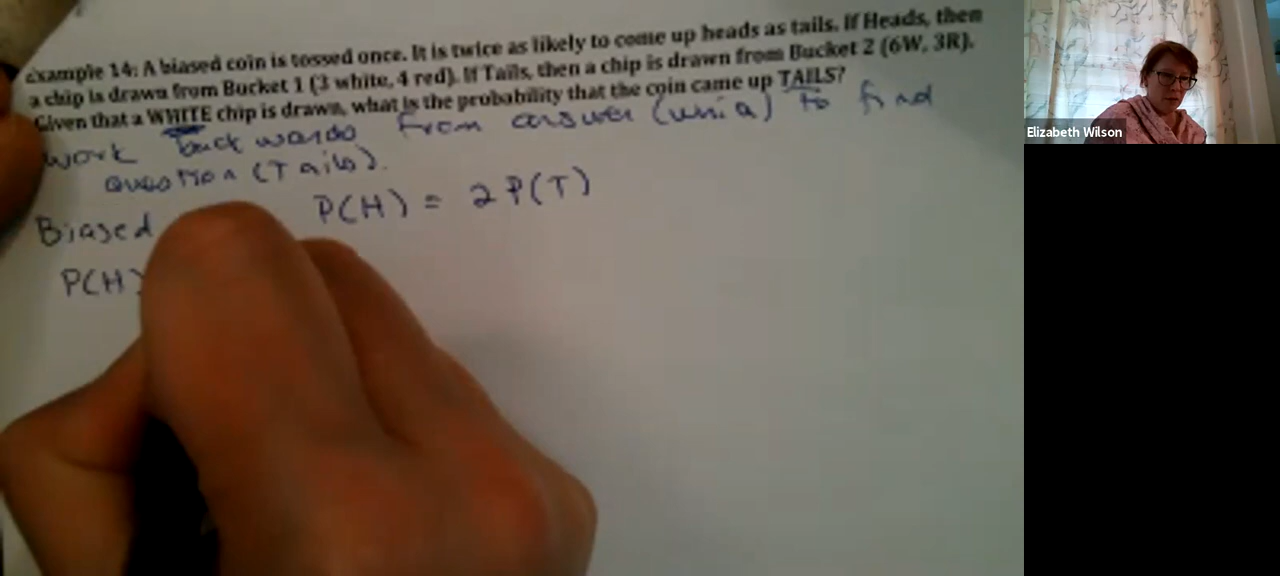 Example 14: A biased coin is tossed once. It is twice as likely to come up heads as tails. If Heads, then
a chip is drawn from Bucket 1 (3 white, 4 red). If Tails, then a chip is drawn from Bucket 2 (6W, 3R).
Given that a WHITE chip is drawn, what is the probability that the coin came up TAILS?
work backwards from answer (white) to find
question (Tails).
Biased P(H) = 2P(T)
P(H)
Elizabeth Wilson